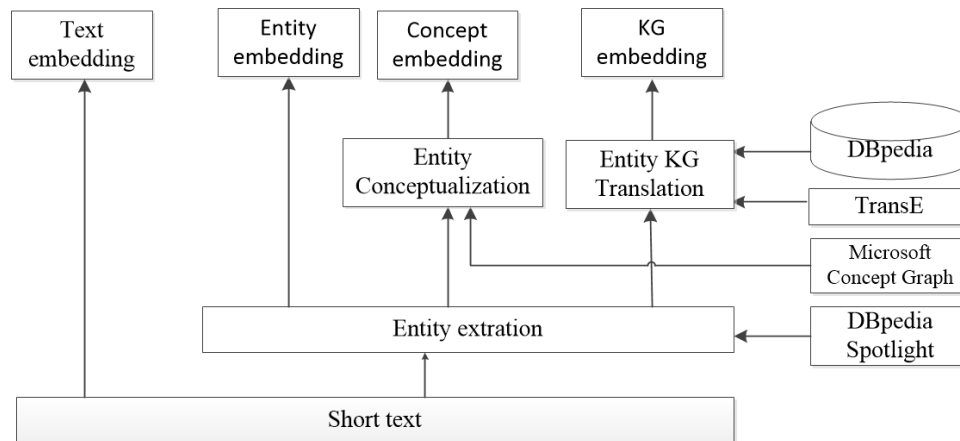 Text
embedding
Entity
embedding
Concept
embedding
KG
embedding
Entity
Conceptualization
Entity KG
Translation
DBpedia
TransE
Microsoft
Concept Graph
Entity extration
DBpedia
Spotlight
Short text